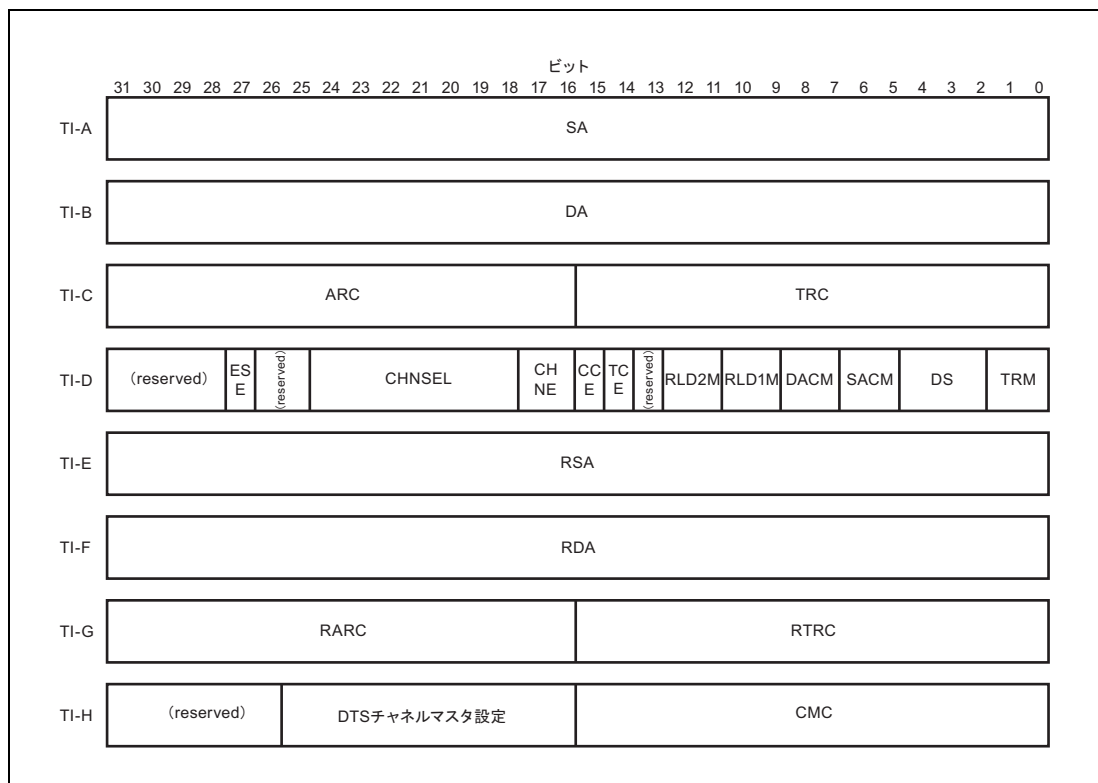 ビット
31 30 29 28 27 26 25 24 23 22 21 20 19 18 17 16 15 14 13 12 11 10 9 8 7 6 5 4 3 2 1 0
TI-A SA
TI-B DA
TI-C ARC TRC
TI-D (reserved) ES E (reserved) CHNSEL CH NE CC E TC E (reserved) RLD2M RLD1M DACM SACM DS TRM
TI-E RSA
TI-F RDA
TI-G RARC RTRC
TI-H (reserved) DTSチャネルマスタ設定 CMC